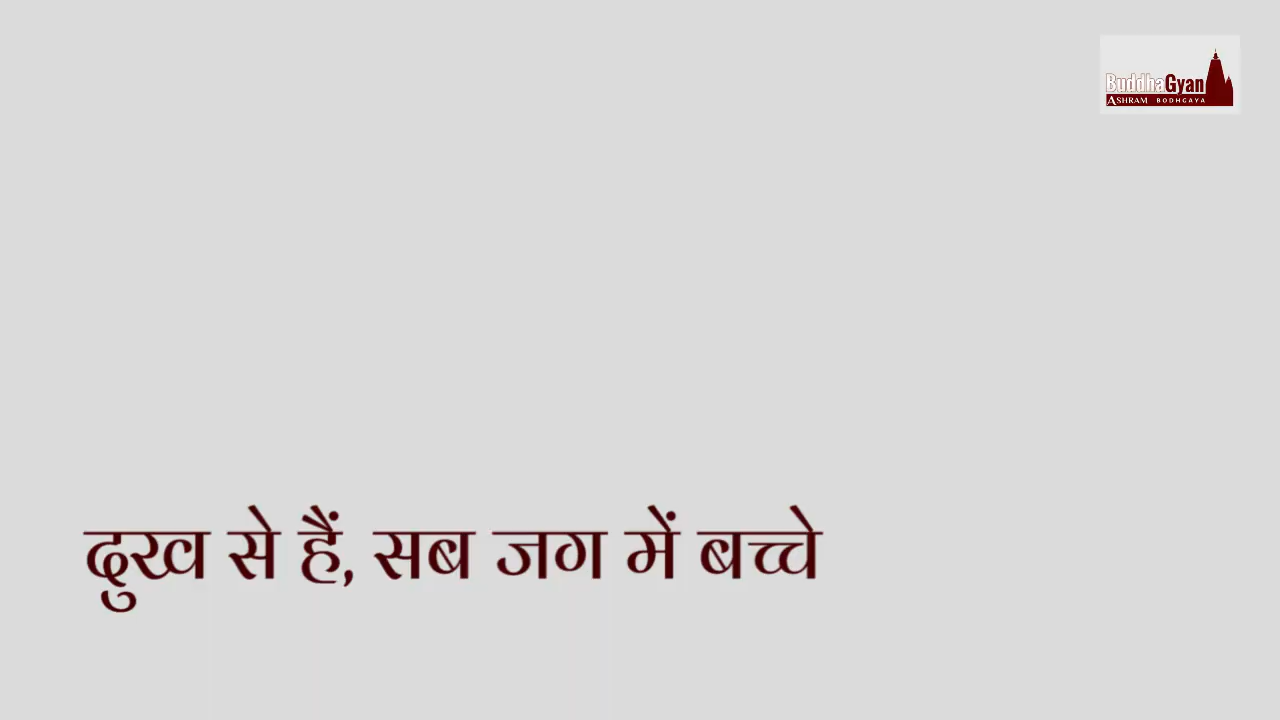 BuddhaGyan
ASHRAM BODHGAYA
दुख से हैं, सब जग में बच्चे